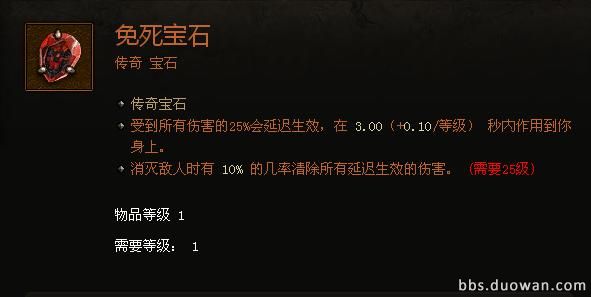 免死宝石
传奇 宝石
传奇宝石
受到所有伤害的25%会延迟生效，在 3.00（+0.10/等级） 秒内作用到你
身上。
消灭敌人时有 10% 的几率清除所有延迟生效的伤害。 (需要25级)
物品等级 1
需要等级： 1
bbs.duowan.com